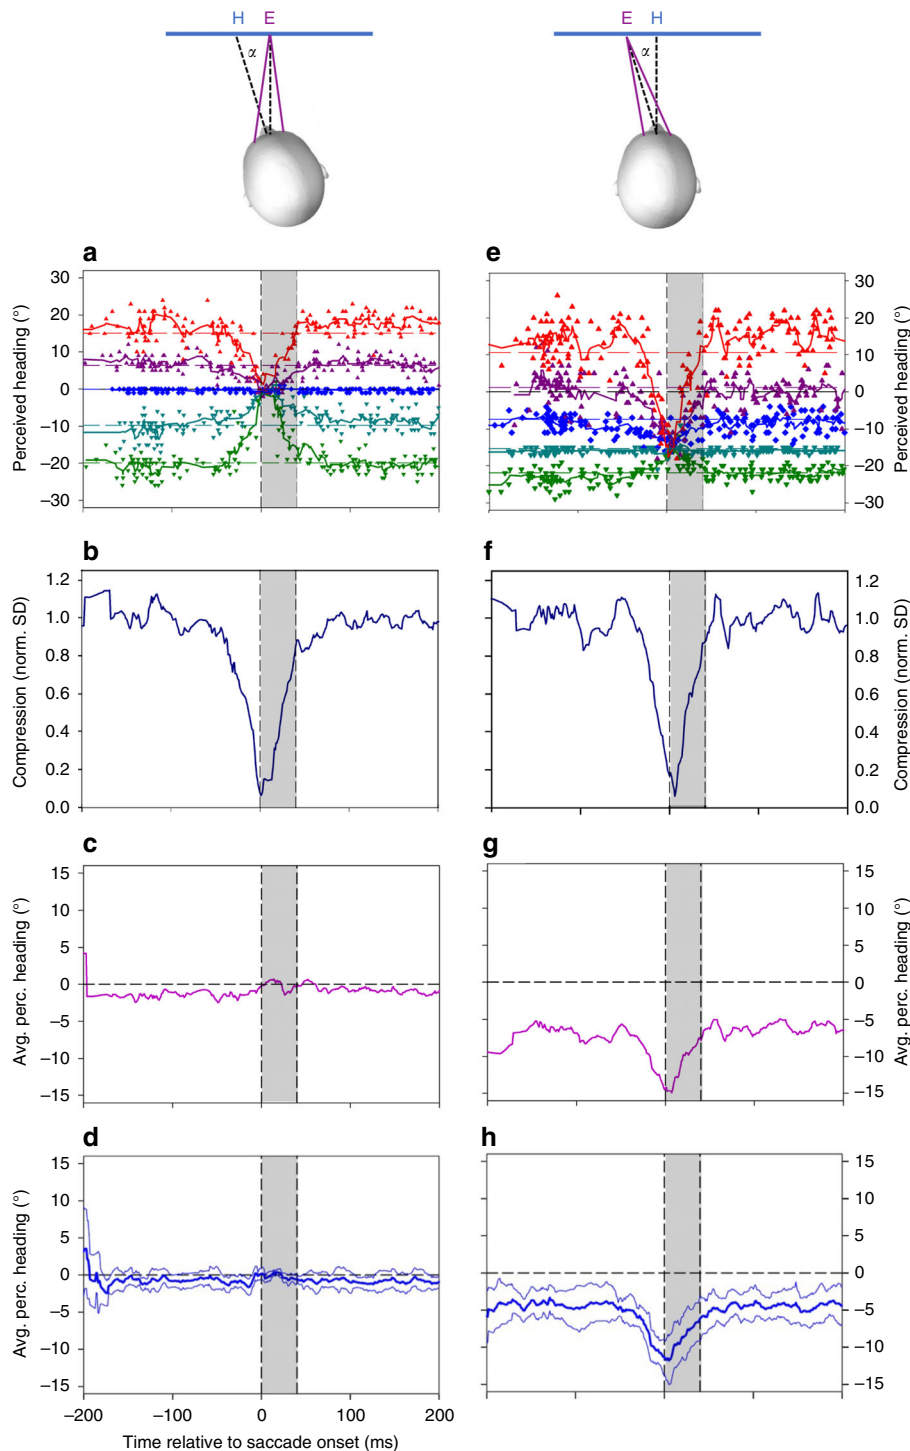 H E
α
E H
α
a
30
20
10
0
−10
−20
−30
Perceived heading (°)
e
30
20
10
0
−10
−20
−30
Perceived heading (°)
b
1.2
1.0
0.8
0.6
0.4
0.2
0.0
Compression (norm. SD)
f
1.2
1.0
0.8
0.6
0.4
0.2
0.0
Compression (norm. SD)
c
15
10
5
0
−5
−10
−15
Avg. perc. heading (°)
g
15
10
5
0
−5
−10
−15
Avg. perc. heading (°)
d
15
10
5
0
−5
−10
−15
Avg. perc. heading (°)
−200 −100 0 100 200
Time relative to saccade onset (ms)
h
15
10
5
0
−5
−10
−15
Avg. perc. heading (°)